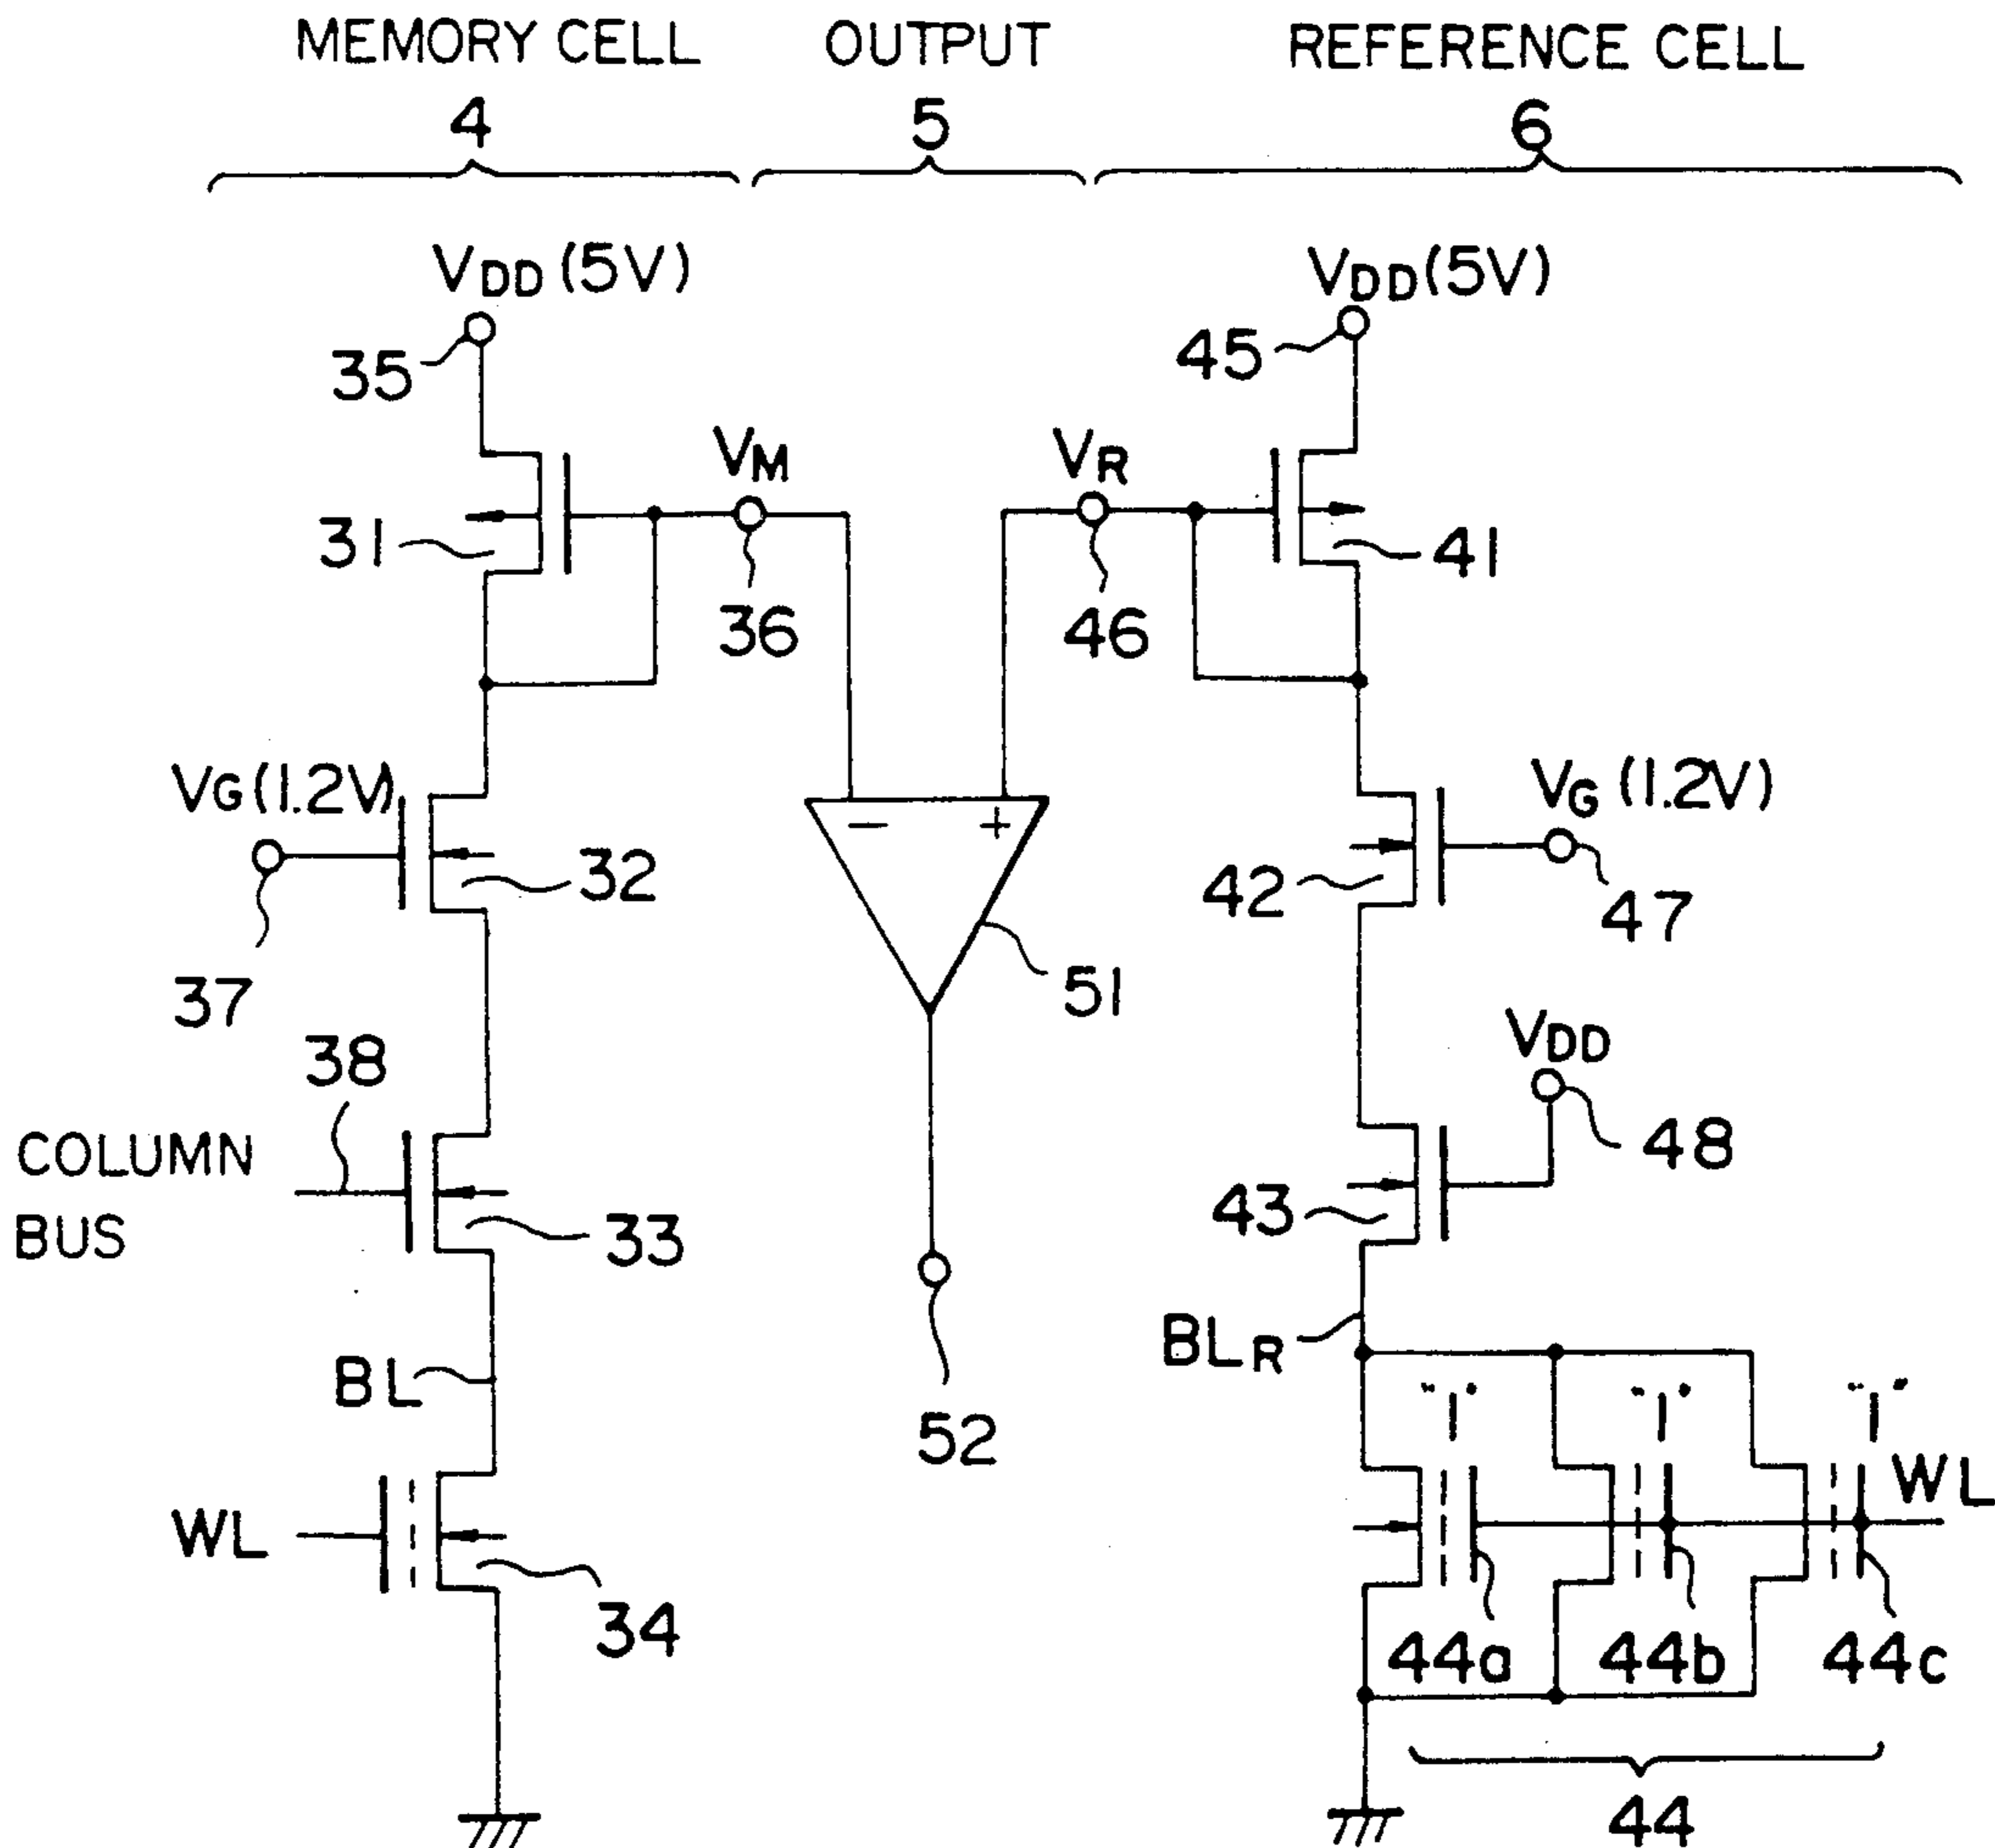 MEMORY CELL OUTPUT REFERENCE CELL
4 5 6
VDD (5V) VDD (5V)
35 45
VM VR
31 41
36 46
VG (1.2V) VG (1.2V)
32 42
37 47
51
38 VDD
COLUMN
BUS
48
33 43
BL BLR
52
"1" "1" "1"
WL WL
34 44a 44b 44c
44